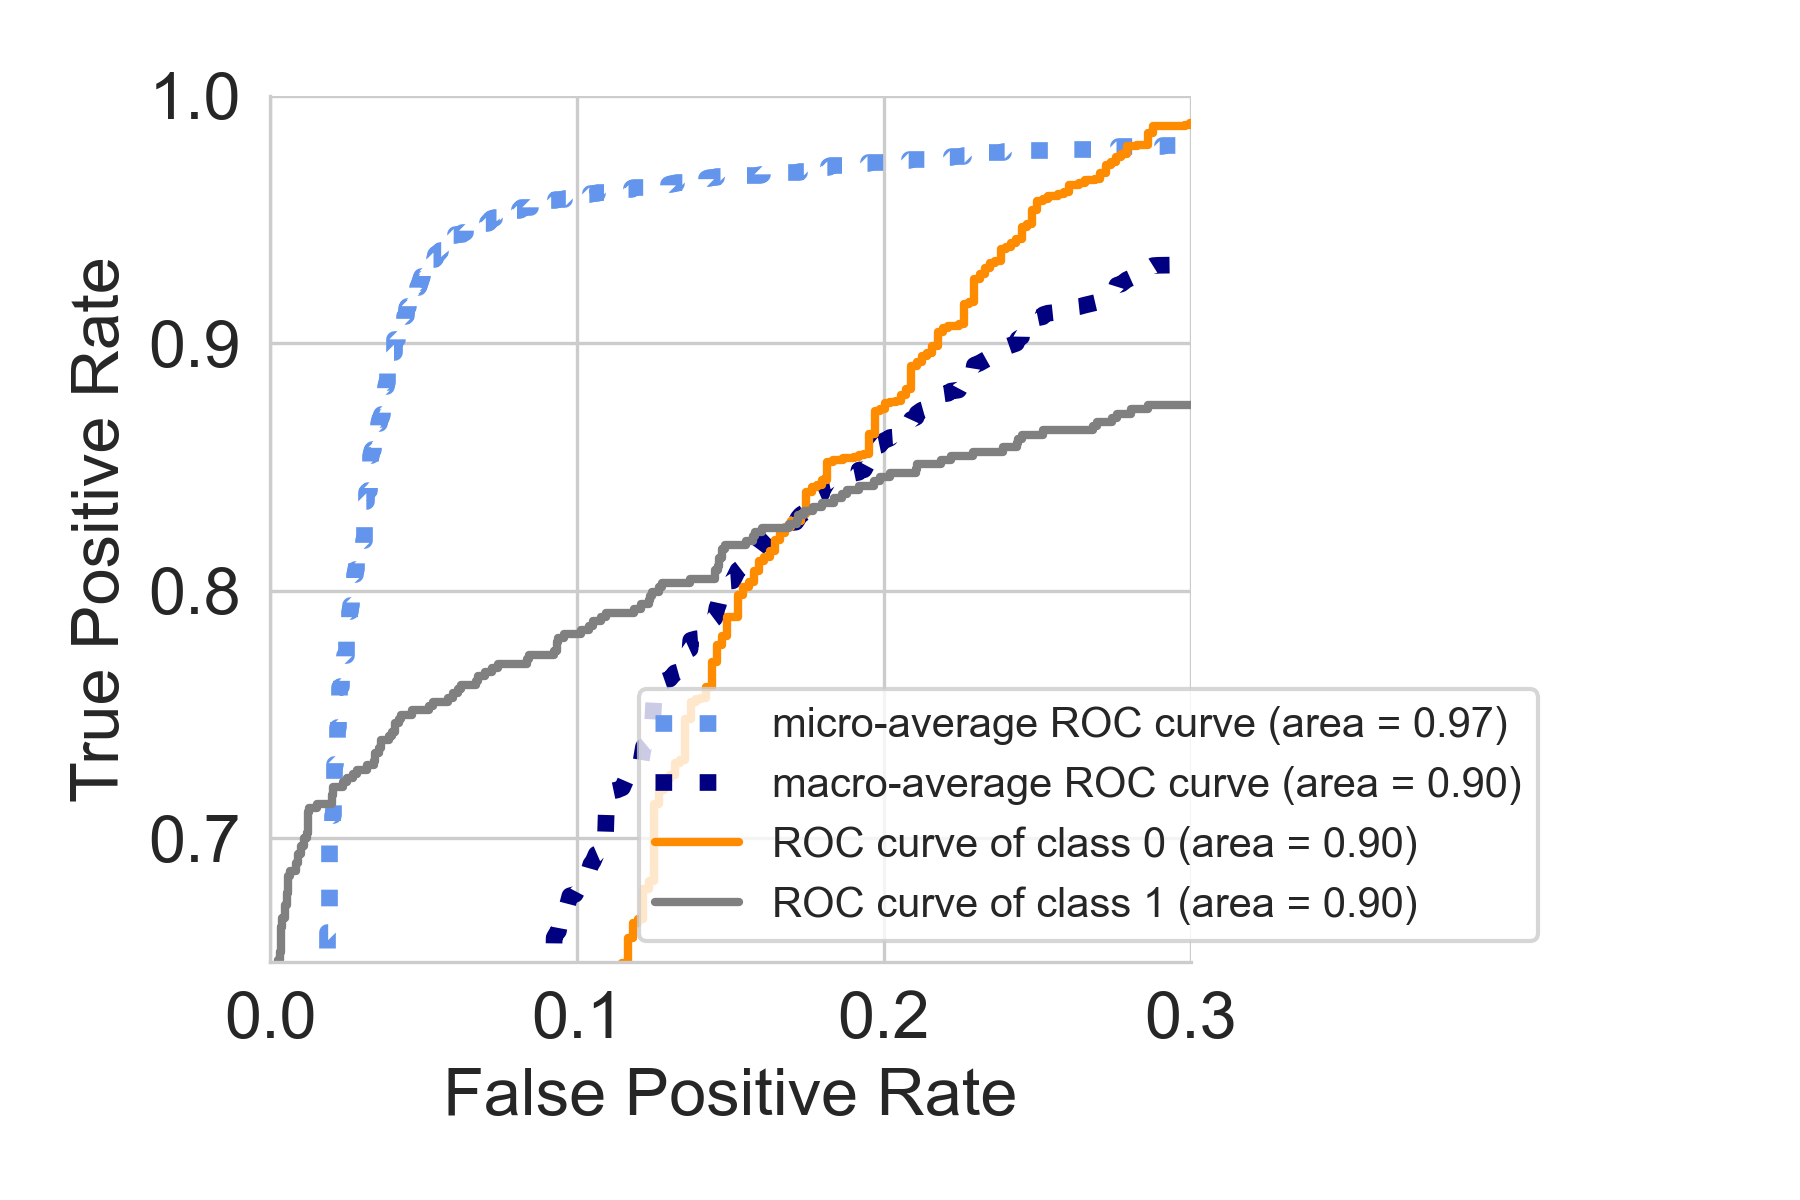 1.0
0.9
0.8
0.7
True Positive Rate
micro-average ROC curve (area = 0.97)
macro-average ROC curve (area = 0.90)
ROC curve of class 0 (area = 0.90)
ROC curve of class 1 (area = 0.90)
0.0 0.1 0.2 0.3
False Positive Rate